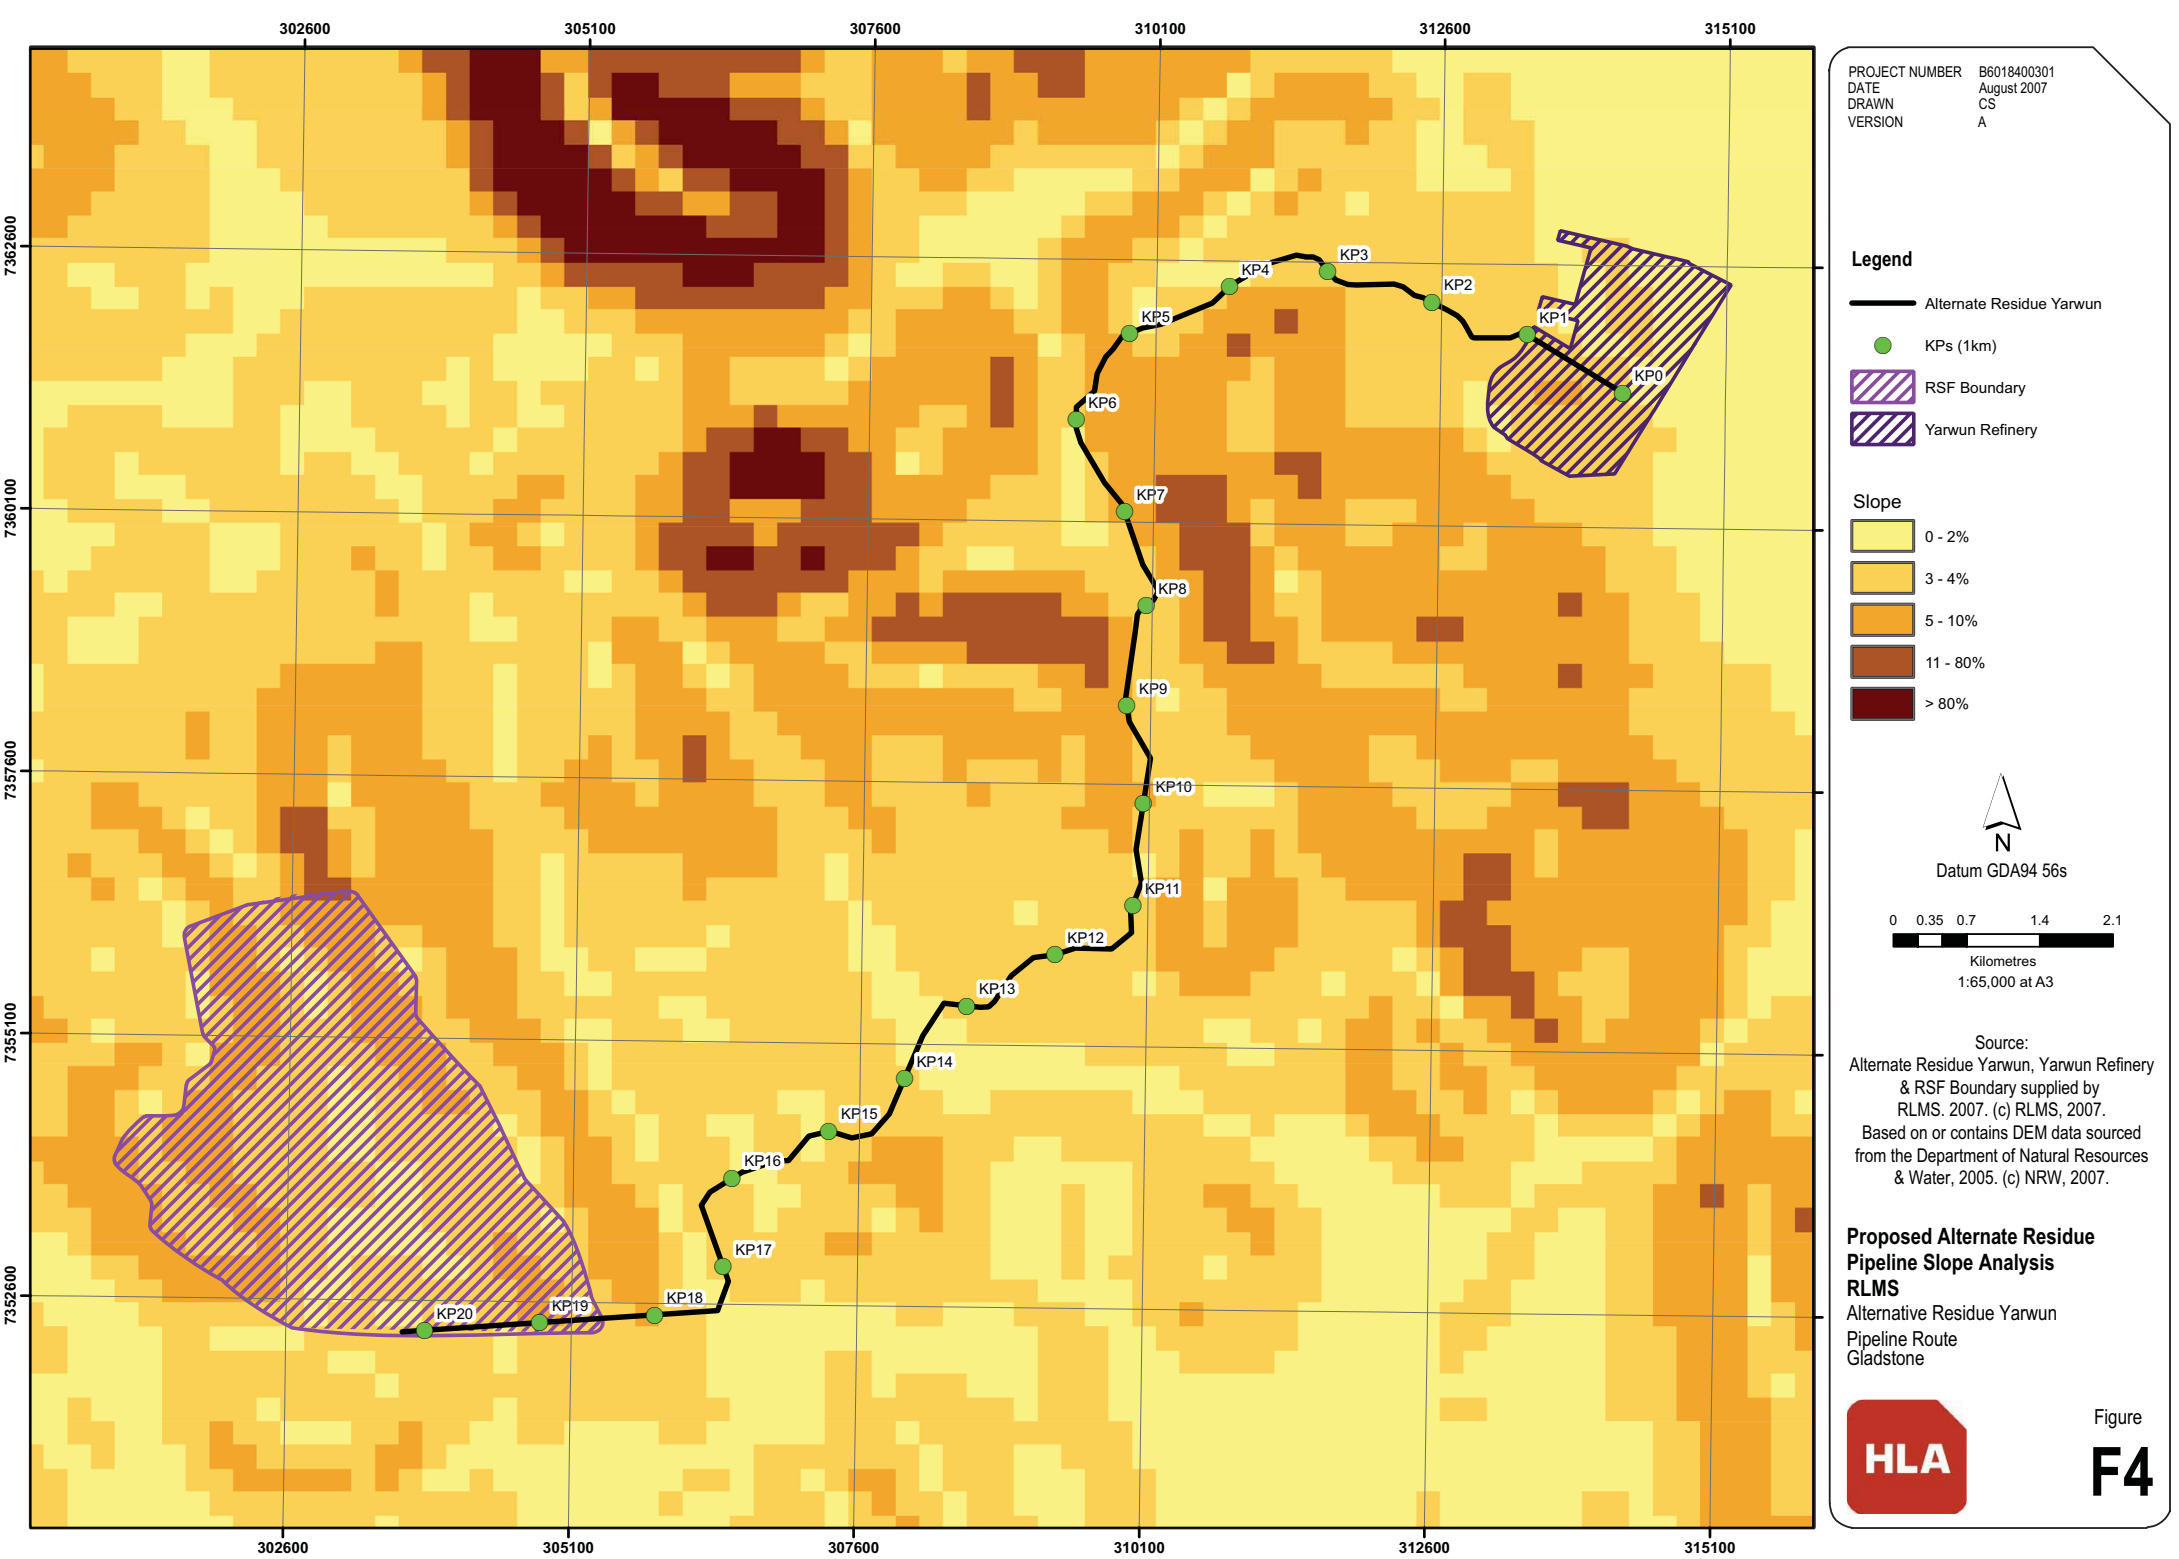 302600 305100 307600 310100 312600 315100
7362600
7360100
7357600
7355100
7352600
KP3
KP4
KP2
KP5
KP1
KP0
KP6
KP7
KP8
KP9
KP10
KP11
KP12
KP13
KP14
KP15
KP16
KP17
KP18
KP19
KP20
302600 305100 307600 310100 312600 315100
PROJECT NUMBER B6018400301
DATE August 2007
DRAWN CS
VERSION A
Legend
Alternate Residue Yarwun
KPs (1km)
RSF Boundary
Yarwun Refinery
Slope
0 - 2%
3 - 4%
5 - 10%
11 - 80%
> 80%
N
Datum GDA94 56s
0 0.35 0.7 1.4 2.1
Kilometres
1:65,000 at A3
Source:
Alternate Residue Yarwun, Yarwun Refinery
& RSF Boundary supplied by
RLMS. 2007. (c) RLMS, 2007.
Based on or contains DEM data sourced
from the Department of Natural Resources
& Water, 2005. (c) NRW, 2007.
Proposed Alternate Residue
Pipeline Slope Analysis
RLMS
Alternative Residue Yarwun
Pipeline Route
Gladstone
HLA
Figure
F4